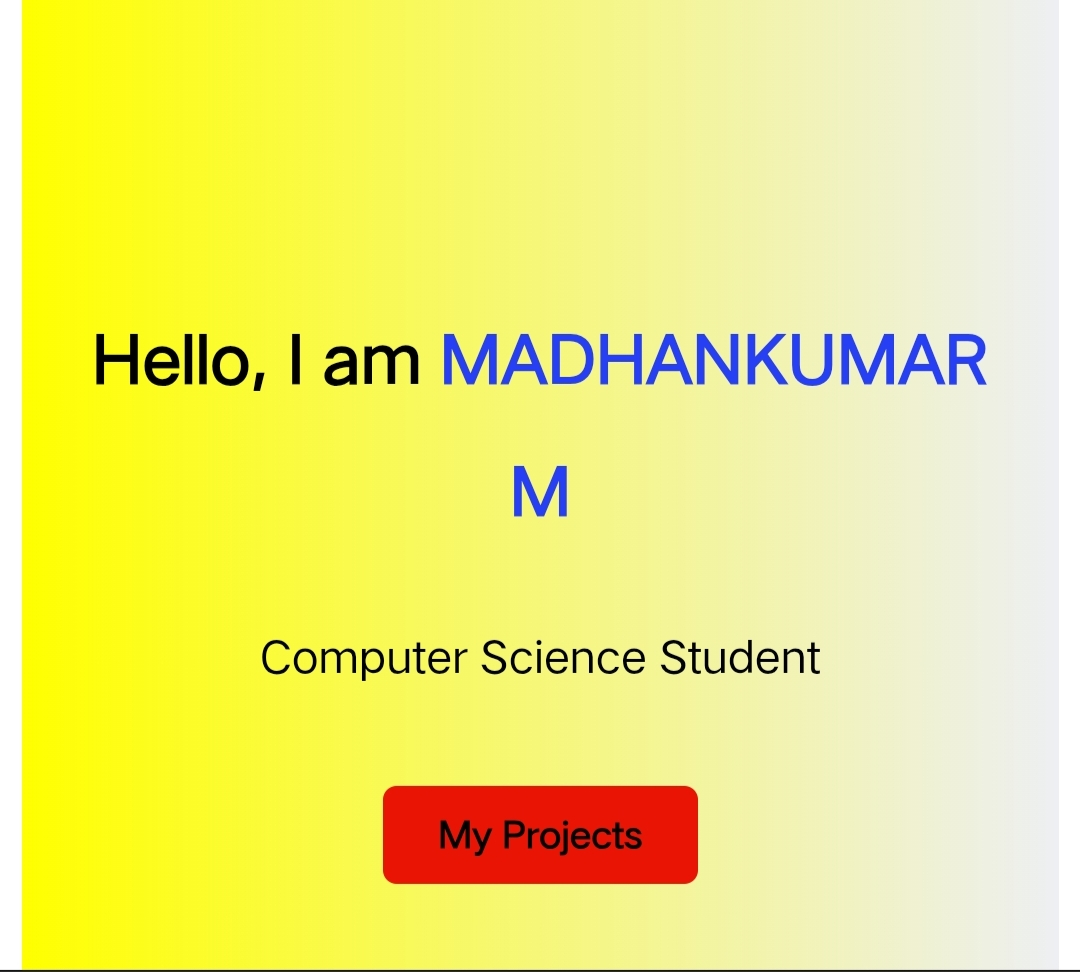 Hello, I am MADHANKUMAR
M
Computer Science Student
My Projects